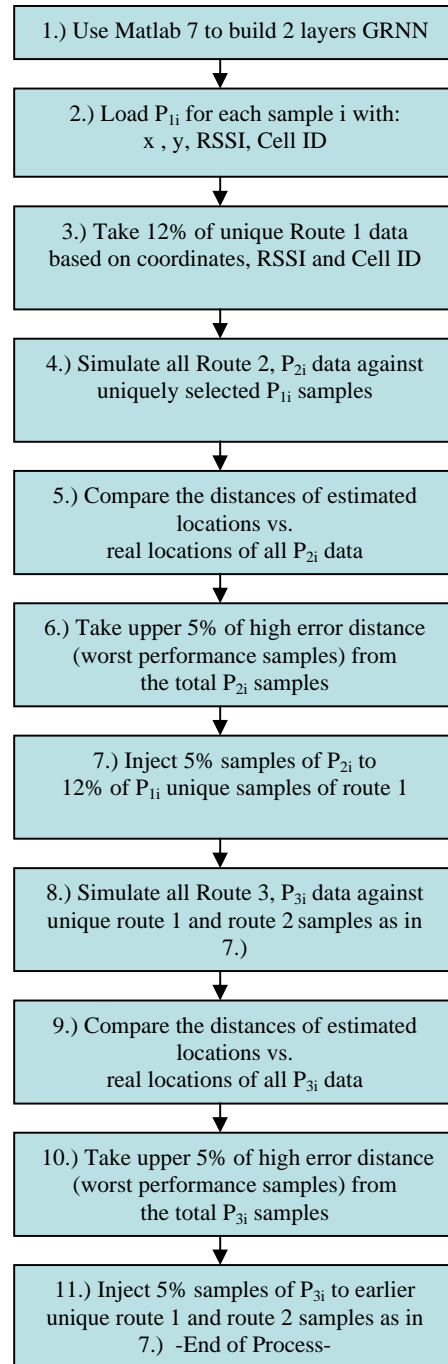 1.) Use Matlab 7 to build 2 layers GRNN
2.) Load P₁ᵢ for each sample i with:
x , y, RSSI, Cell ID
3.) Take 12% of unique Route 1 data
based on coordinates, RSSI and Cell ID
4.) Simulate all Route 2, P₂ᵢ data against
uniquely selected P₁ᵢ samples
5.) Compare the distances of estimated
locations vs.
real locations of all P₂ᵢ data
6.) Take upper 5% of high error distance
(worst performance samples) from
the total P₂ᵢ samples
7.) Inject 5% samples of P₂ᵢ to
12% of P₁ᵢ unique samples of route 1
8.) Simulate all Route 3, P₃ᵢ data against
unique route 1 and route 2 samples as in
7.)
9.) Compare the distances of estimated
locations vs.
real locations of all P₃ᵢ data
10.) Take upper 5% of high error distance
(worst performance samples) from
the total P₃ᵢ samples
11.) Inject 5% samples of P₃ᵢ to earlier
unique route 1 and route 2 samples as in
7.) -End of Process-